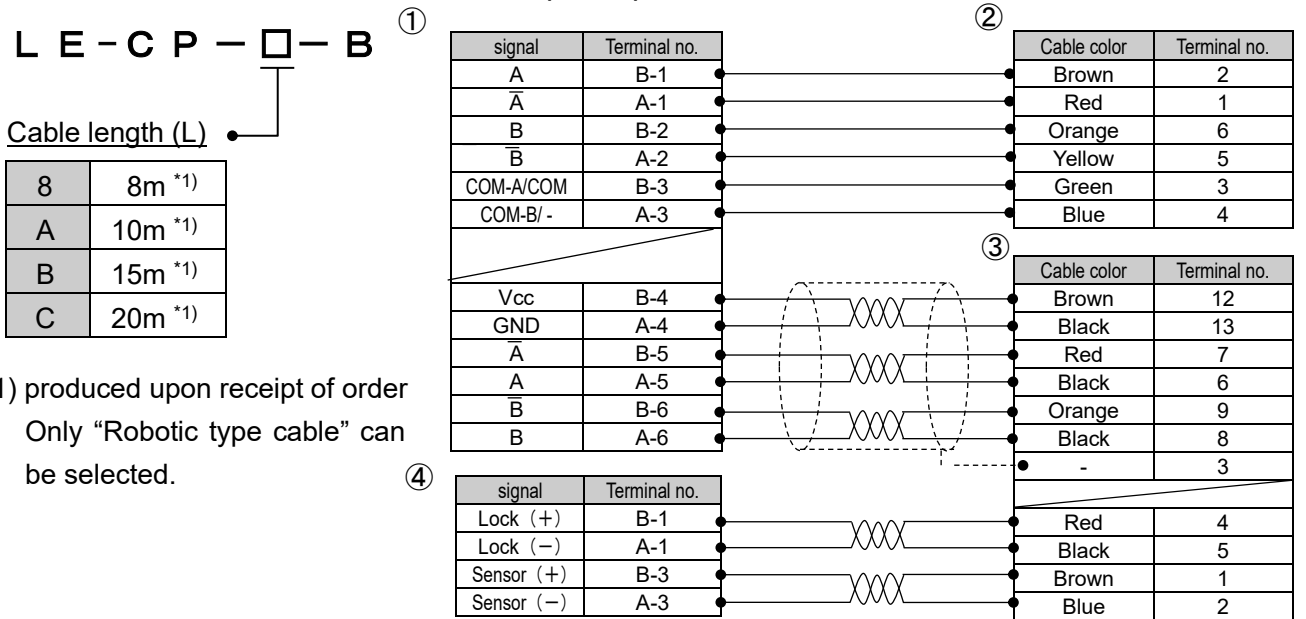 LE-CP-□-B
Cable length (L)
8 8m *1)
A 10m *1)
B 15m *1)
C 20m *1)
1) produced upon receipt of order
Only “Robotic type cable” can
be selected.
①
signal Terminal no.
A B-1
A̅ A-1
B B-2
B̅ A-2
COM-A/COM B-3
COM-B/ - A-3
Vcc B-4
GND A-4
A̅ B-5
A A-5
B̅ B-6
B A-6
②
Cable color Terminal no.
Brown 2
Red 1
Orange 6
Yellow 5
Green 3
Blue 4
③
Cable color Terminal no.
Brown 12
Black 13
Red 7
Black 6
Orange 9
Black 8
- 3
Red 4
Black 5
Brown 1
Blue 2
④
signal Terminal no.
Lock（+） B-1
Lock（−） A-1
Sensor（+） B-3
Sensor（−） A-3